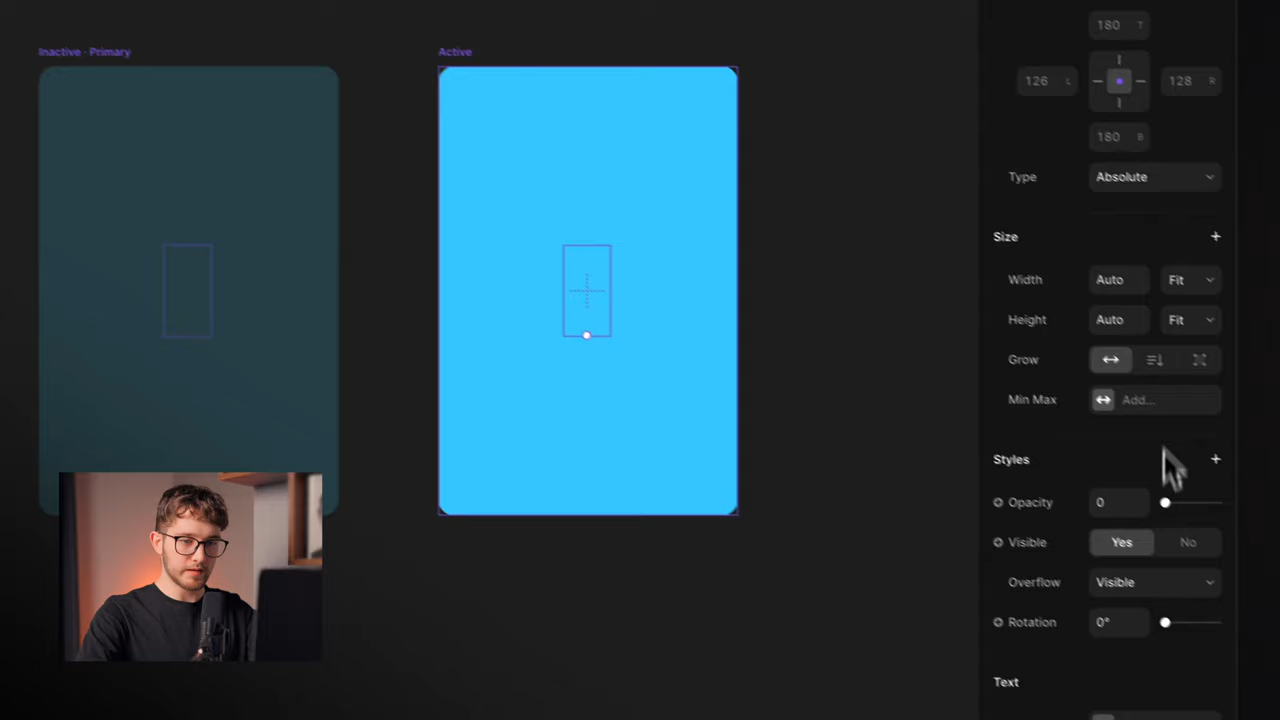 Inactive · Primary
Active
180 T
126 L
128 R
180 B
Type Absolute
Size
Width Auto Fit
Height Auto Fit
Grow
Min Max Add...
Styles
Opacity 0
Visible Yes No
Overflow Visible
Rotation 0°
Text